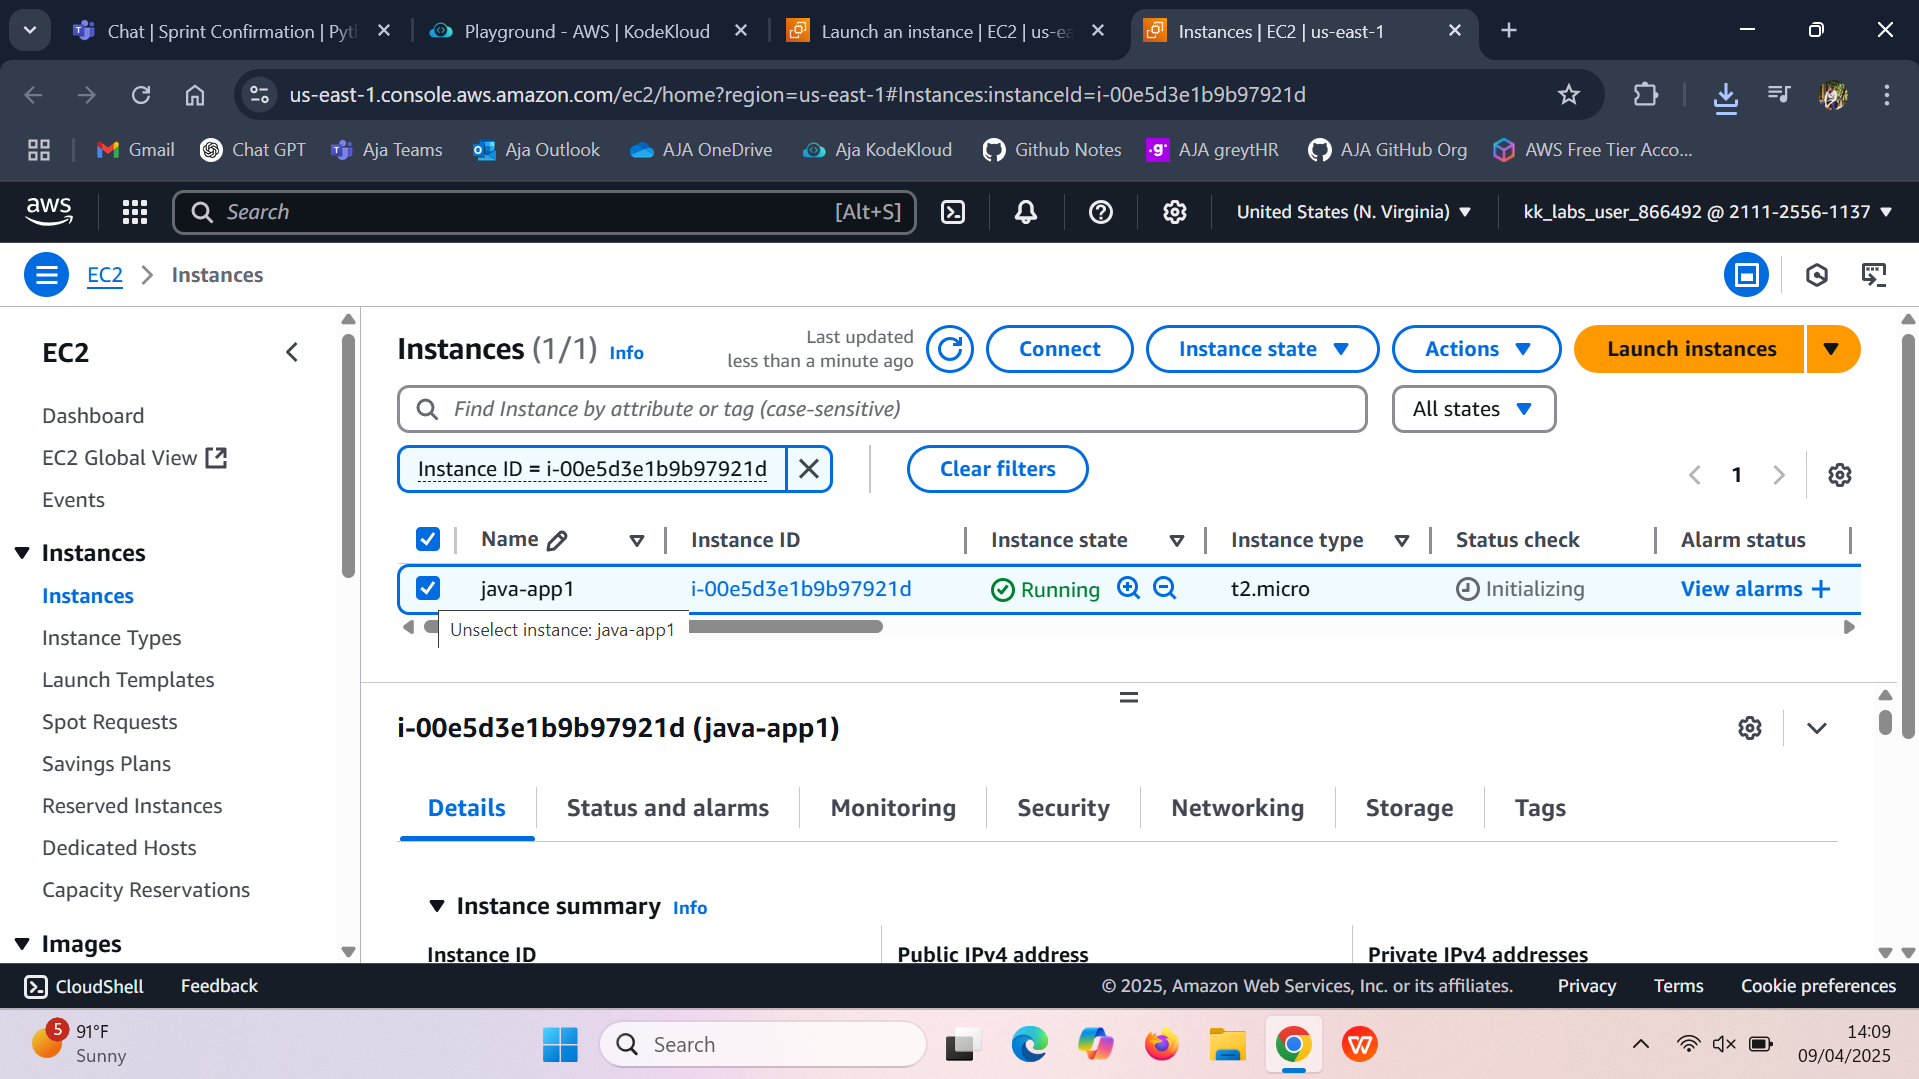 Chat | Sprint Confirmation | Pyth
Playground - AWS | KodeKloud
Launch an instance | EC2 | us-ea
Instances | EC2 | us-east-1
us-east-1.console.aws.amazon.com/ec2/home?region=us-east-1#Instances:instanceId=i-00e5d3e1b9b97921d
Gmail
Chat GPT
Aja Teams
Aja Outlook
AJA OneDrive
Aja KodeKloud
Github Notes
.g'
AJA greytHR
AJA GitHub Org
AWS Free Tier Acco...
aws
Search
[Alt+S]
United States (N. Virginia)
kk_labs_user_866492 @ 2111-2556-1137
EC2
Instances
EC2
Dashboard
EC2 Global View
Events
Instances
Instances
Instance Types
Launch Templates
Spot Requests
Savings Plans
Reserved Instances
Dedicated Hosts
Capacity Reservations
Images
Instances (1/1) Info
Last updated
less than a minute ago
Connect
Instance state
Actions
Launch instances
Find Instance by attribute or tag (case-sensitive)
All states
Instance ID = i-00e5d3e1b9b97921d
Clear filters
1
Name
Instance ID
Instance state
Instance type
Status check
Alarm status
java-app1
i-00e5d3e1b9b97921d
Running
t2.micro
Initializing
View alarms +
Unselect instance: java-app1
i-00e5d3e1b9b97921d (java-app1)
Details
Status and alarms
Monitoring
Security
Networking
Storage
Tags
Instance summary Info
Instance ID
Public IPv4 address
Private IPv4 addresses
CloudShell
Feedback
© 2025, Amazon Web Services, Inc. or its affiliates.
Privacy
Terms
Cookie preferences
5
91°F
Sunny
Search
14:09
09/04/2025